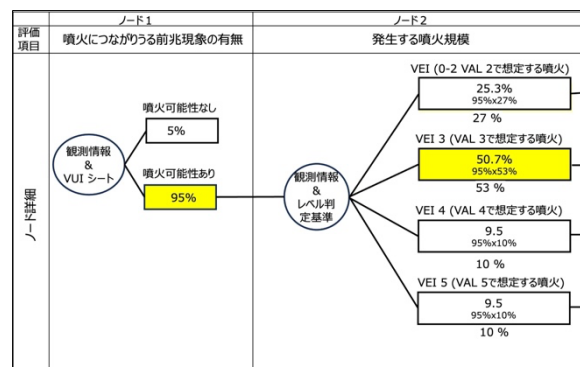 ノード1
ノード2
評価
項目
噴火につながりうる前兆現象の有無
発生する噴火規模
ノード詳細
観測情報
&
VUI シート
噴火可能性なし
5%
噴火可能性あり
95%
観測情報
&
レベル判
定基準
VEI (0-2 VAL 2で想定する噴火)
25.3%
95%x27%
27 %
VEI 3 (VAL 3で想定する噴火)
50.7%
95%x53%
53 %
VEI 4 (VAL 4で想定する噴火)
9.5
95%x10%
10 %
VEI 5 (VAL 5で想定する噴火)
9.5
95%x10%
10 %